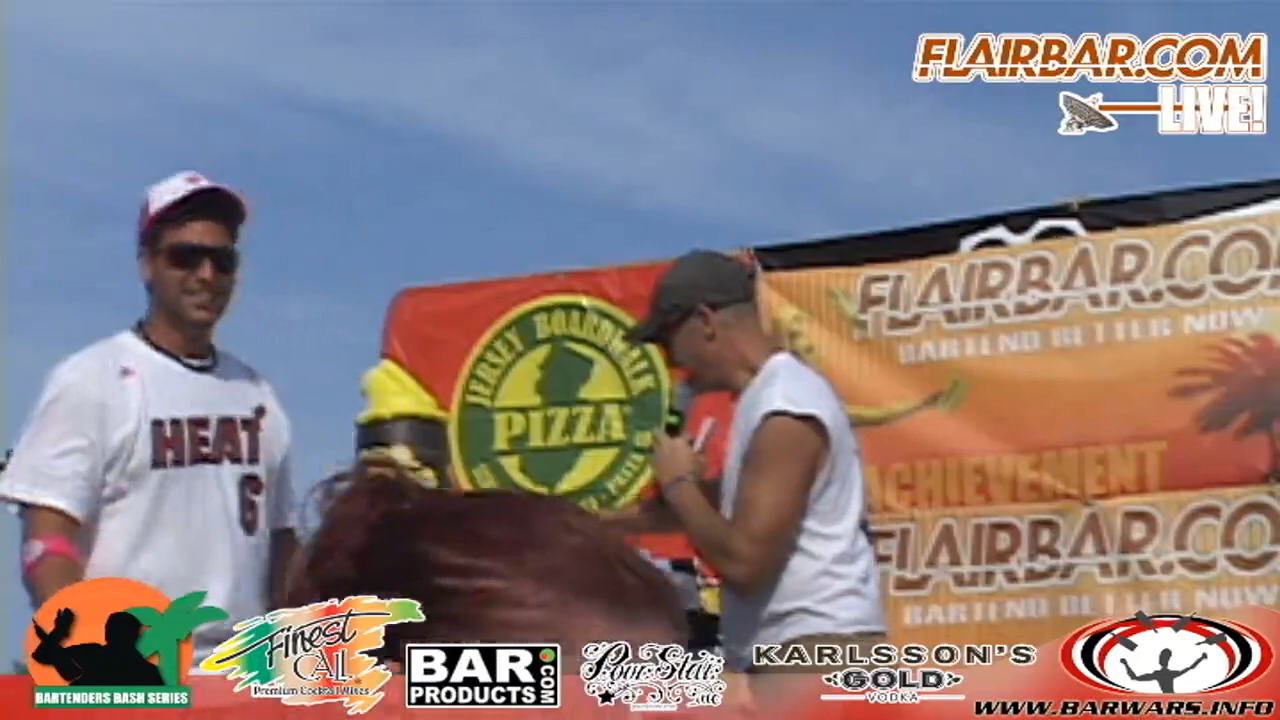 FLAIRBAR.COM
LIVE!
FLAIRBAR.CO
BARTEND BETTER NOW
JERSEY BOARDWALK
PIZZA
HEAT
6
ACHIEVEMENT
FLAIRBAR.CO
BARTEND BETTER NOW
BARTENDERS BASH SERIES
Finest
CALL
Premium Cocktail Mixes
BAR
PRODUCTS
.COM
KARLSSON'S
GOLD
VODKA
WWW.BARWARS.INFO